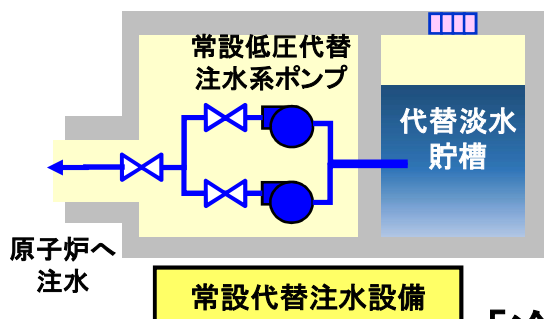 常設低圧代替
注水系ポンプ
代替淡水
貯槽
原子炉へ
注水
常設代替注水設備